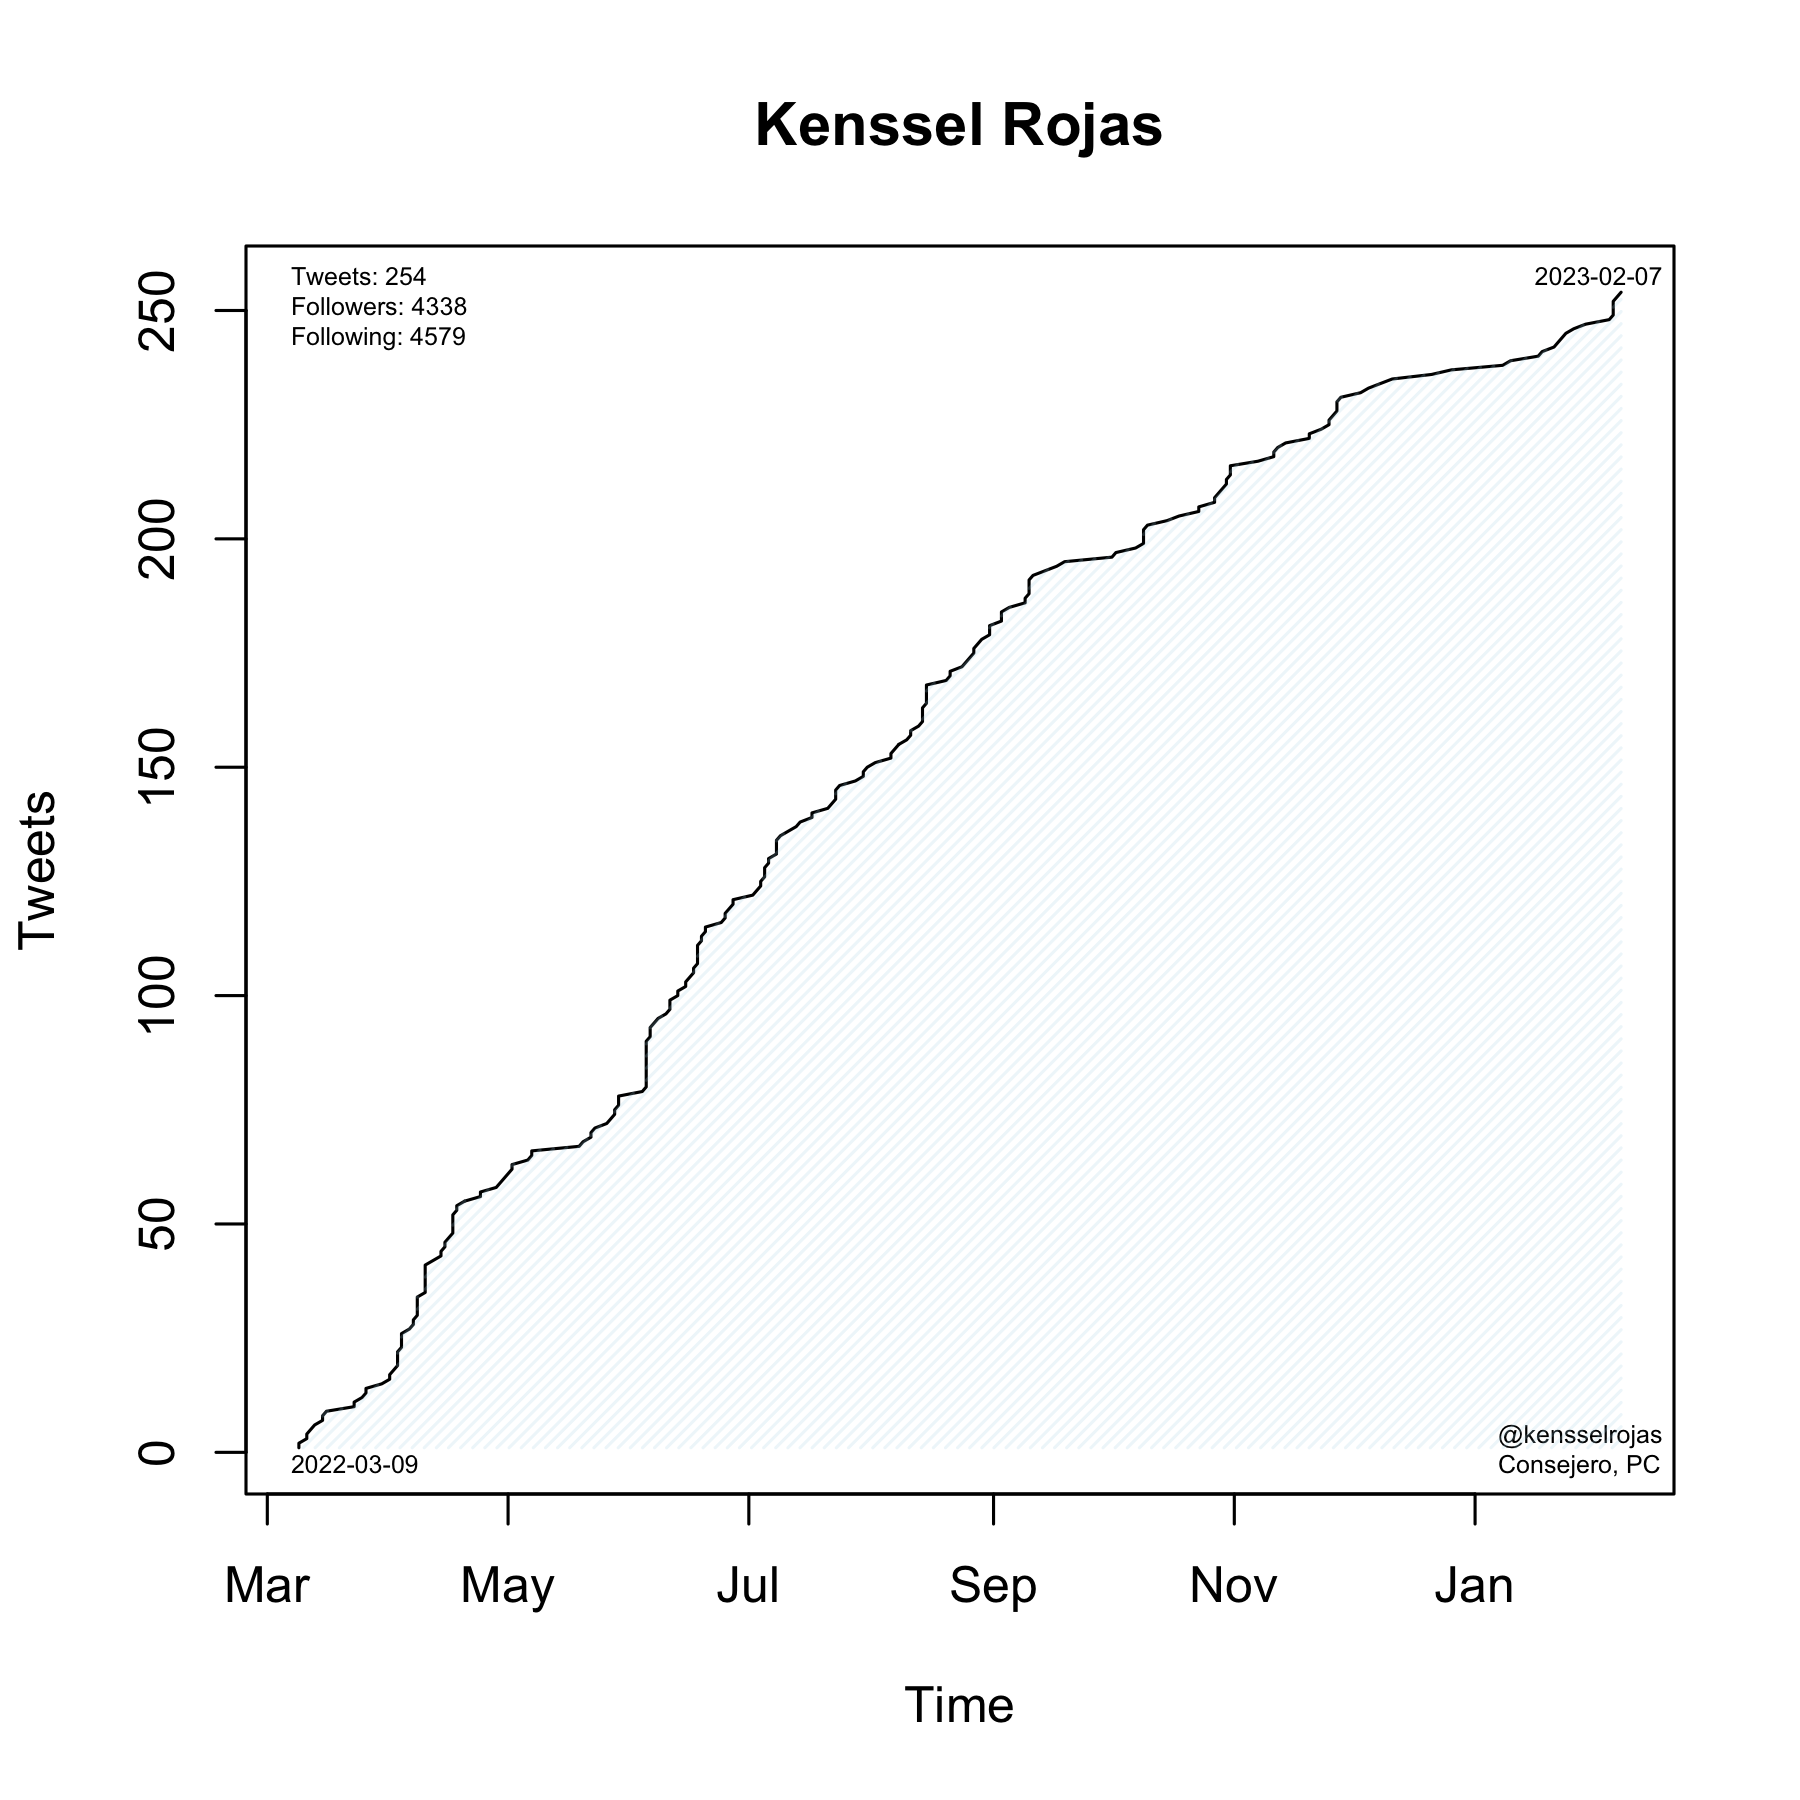 Kenssel Rojas
Tweets: 254
Followers: 4338
Following: 4579
2023-02-07
250
200
150
100
50
0
Tweets
2022-03-09
@kensselrojas
Consejero, PC
Mar May Jul Sep Nov Jan
Time